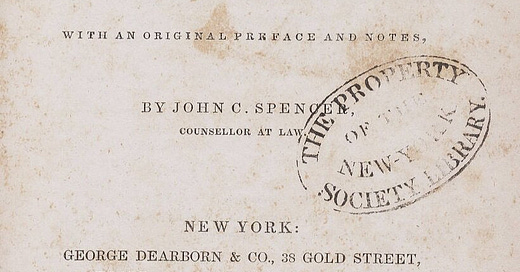 WITH AN ORIGINAL PREFACE AND NOTES,
BY JOHN C. SPENCER,
COUNSELLOR AT LAW.
THE PROPERTY
OF THE
NEW-YORK
SOCIETY LIBRARY.
NEW YORK:
GEORGE DEARBORN & CO., 38 GOLD STREET,